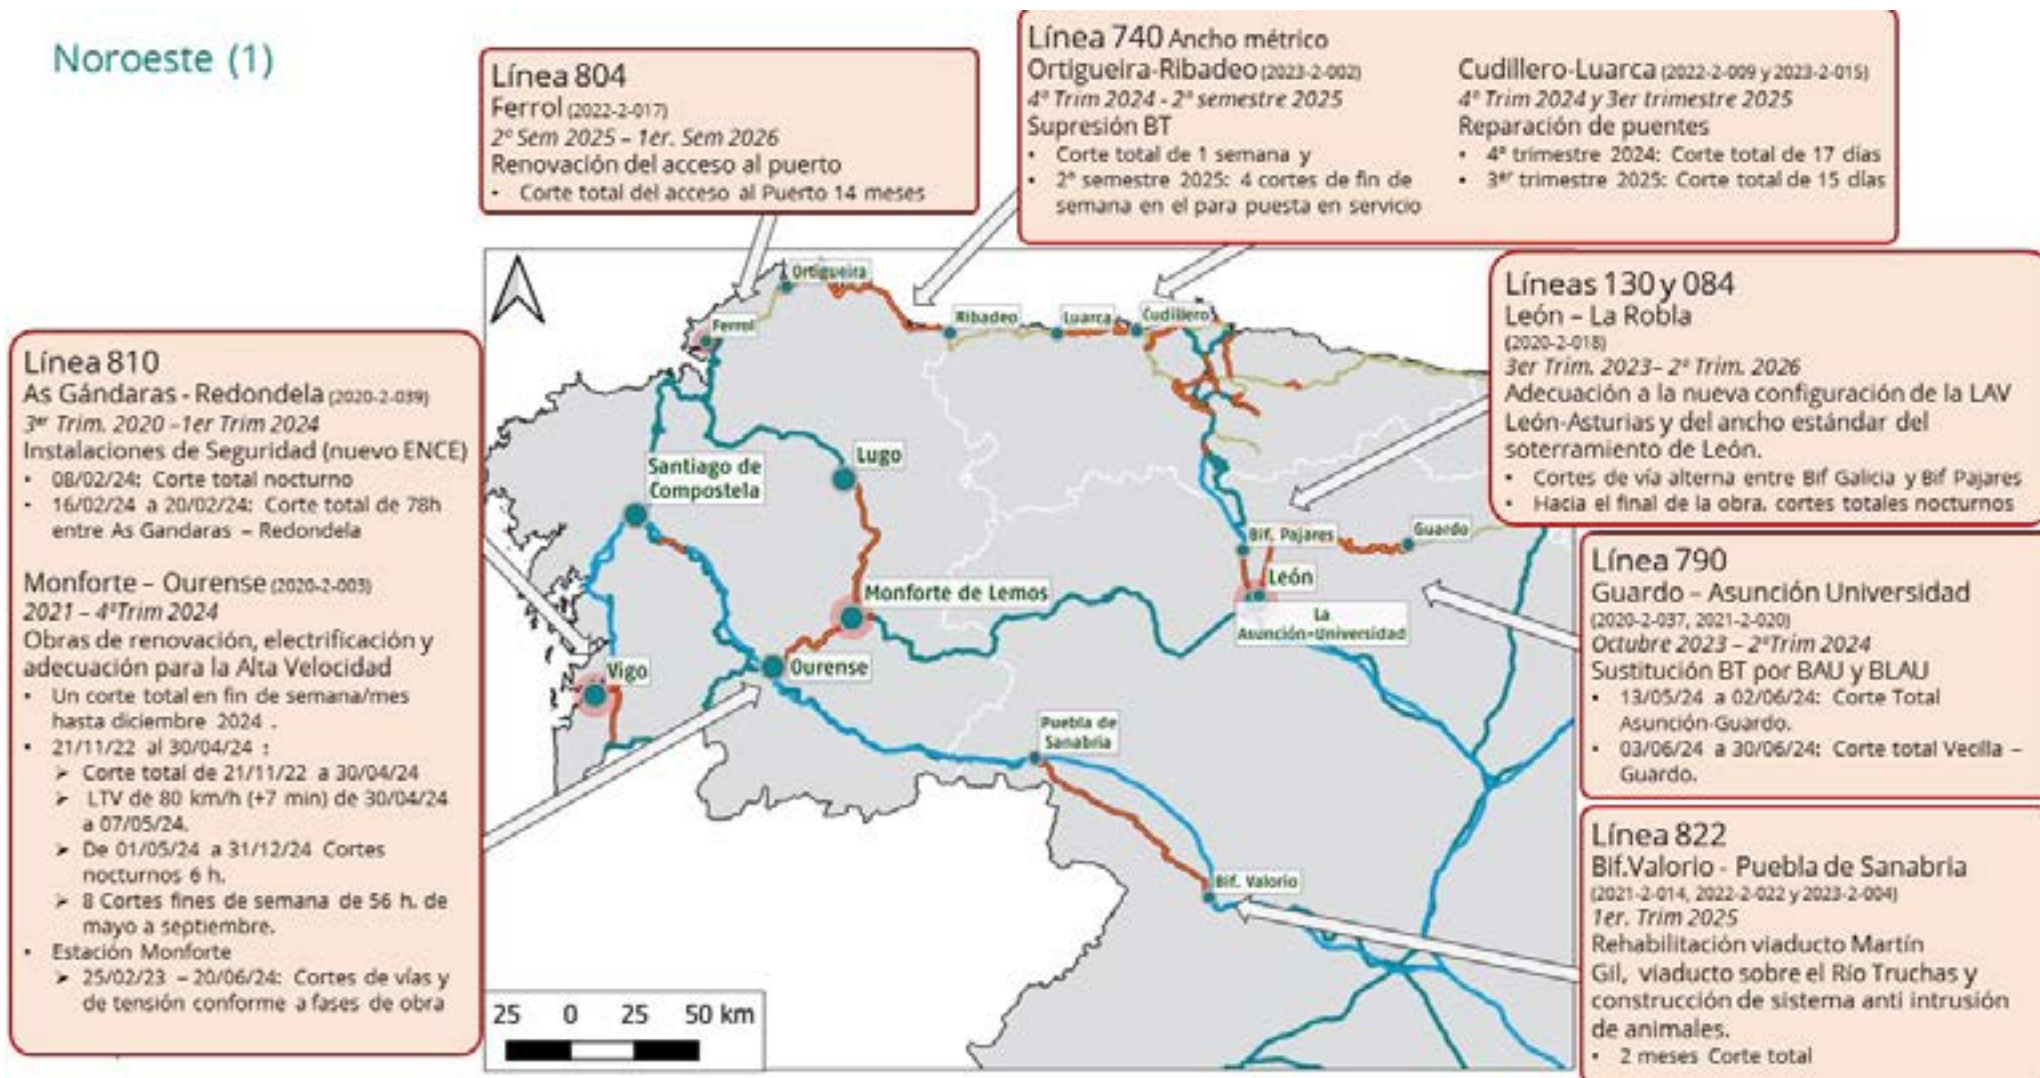 Noroeste (1)
Línea 804
Ferrol (2022-2-017)
2º Sem 2025 – 1er. Sem 2026
Renovación del acceso al puerto
• Corte total del acceso al Puerto 14 meses
Línea 740 Ancho métrico
Ortigueira-Ribadeo (2023-2-002)
4º Trim 2024 - 2º semestre 2025
Supresión BT
• Corte total de 1 semana y
• 2º semestre 2025: 4 cortes de fin de
semana en el para puesta en servicio
Cudillero-Luarca (2022-2-009 y 2023-2-015)
4º Trim 2024 y 3er trimestre 2025
Reparación de puentes
• 4º trimestre 2024: Corte total de 17 días
• 3er trimestre 2025: Corte total de 15 días
Líneas 130 y 084
León – La Robla
(2020-2-018)
3er Trim. 2023– 2º Trim. 2026
Adecuación a la nueva configuración de la LAV
León-Asturias y del ancho estándar del
soterramiento de León.
• Cortes de vía alterna entre Bif Galicia y Bif Pajares
• Hacia el final de la obra, cortes totales nocturnos
Línea 810
As Gándaras - Redondela (2020-2-039)
3er Trim. 2020 –1er Trim 2024
Instalaciones de Seguridad (nuevo ENCE)
• 08/02/24: Corte total nocturno
• 16/02/24 a 20/02/24: Corte total de 78h
entre As Gandaras – Redondela
Monforte – Ourense (2020-2-003)
2021 – 4ºTrim 2024
Obras de renovación, electrificación y
adecuación para la Alta Velocidad
• Un corte total en fin de semana/mes
hasta diciembre 2024 .
• 21/11/22 al 30/04/24 :
➤ Corte total de 21/11/22 a 30/04/24
➤ LTV de 80 km/h (+7 min) de 30/04/24
a 07/05/24.
➤ De 01/05/24 a 31/12/24 Cortes
nocturnos 6 h.
➤ 8 Cortes fines de semana de 56 h. de
mayo a septiembre.
• Estación Monforte
➤ 25/02/23 – 20/06/24: Cortes de vías y
de tensión conforme a fases de obra
Línea 790
Guardo – Asunción Universidad
(2020-2-037, 2021-2-020)
Octubre 2023 – 2ºTrim 2024
Sustitución BT por BAU y BLAU
• 13/05/24 a 02/06/24: Corte Total
Asunción-Guardo.
• 03/06/24 a 30/06/24: Corte total Vecilla –
Guardo.
Línea 822
Bif.Valorio - Puebla de Sanabria
(2021-2-014, 2022-2-022 y 2023-2-004)
1er. Trim 2025
Rehabilitación viaducto Martín
Gil, viaducto sobre el Río Truchas y
construcción de sistema anti intrusión
de animales.
• 2 meses Corte total
Ortigueira
Ferrol
Ribadeo
Luarca
Cudillero
Santiago de
Compostela
Lugo
Bif. Pajares
Guardo
León
La
Asunción-Universidad
Monforte de Lemos
Vigo
Ourense
Puebla de
Sanabria
Bif. Valorio
25 0 25 50 km